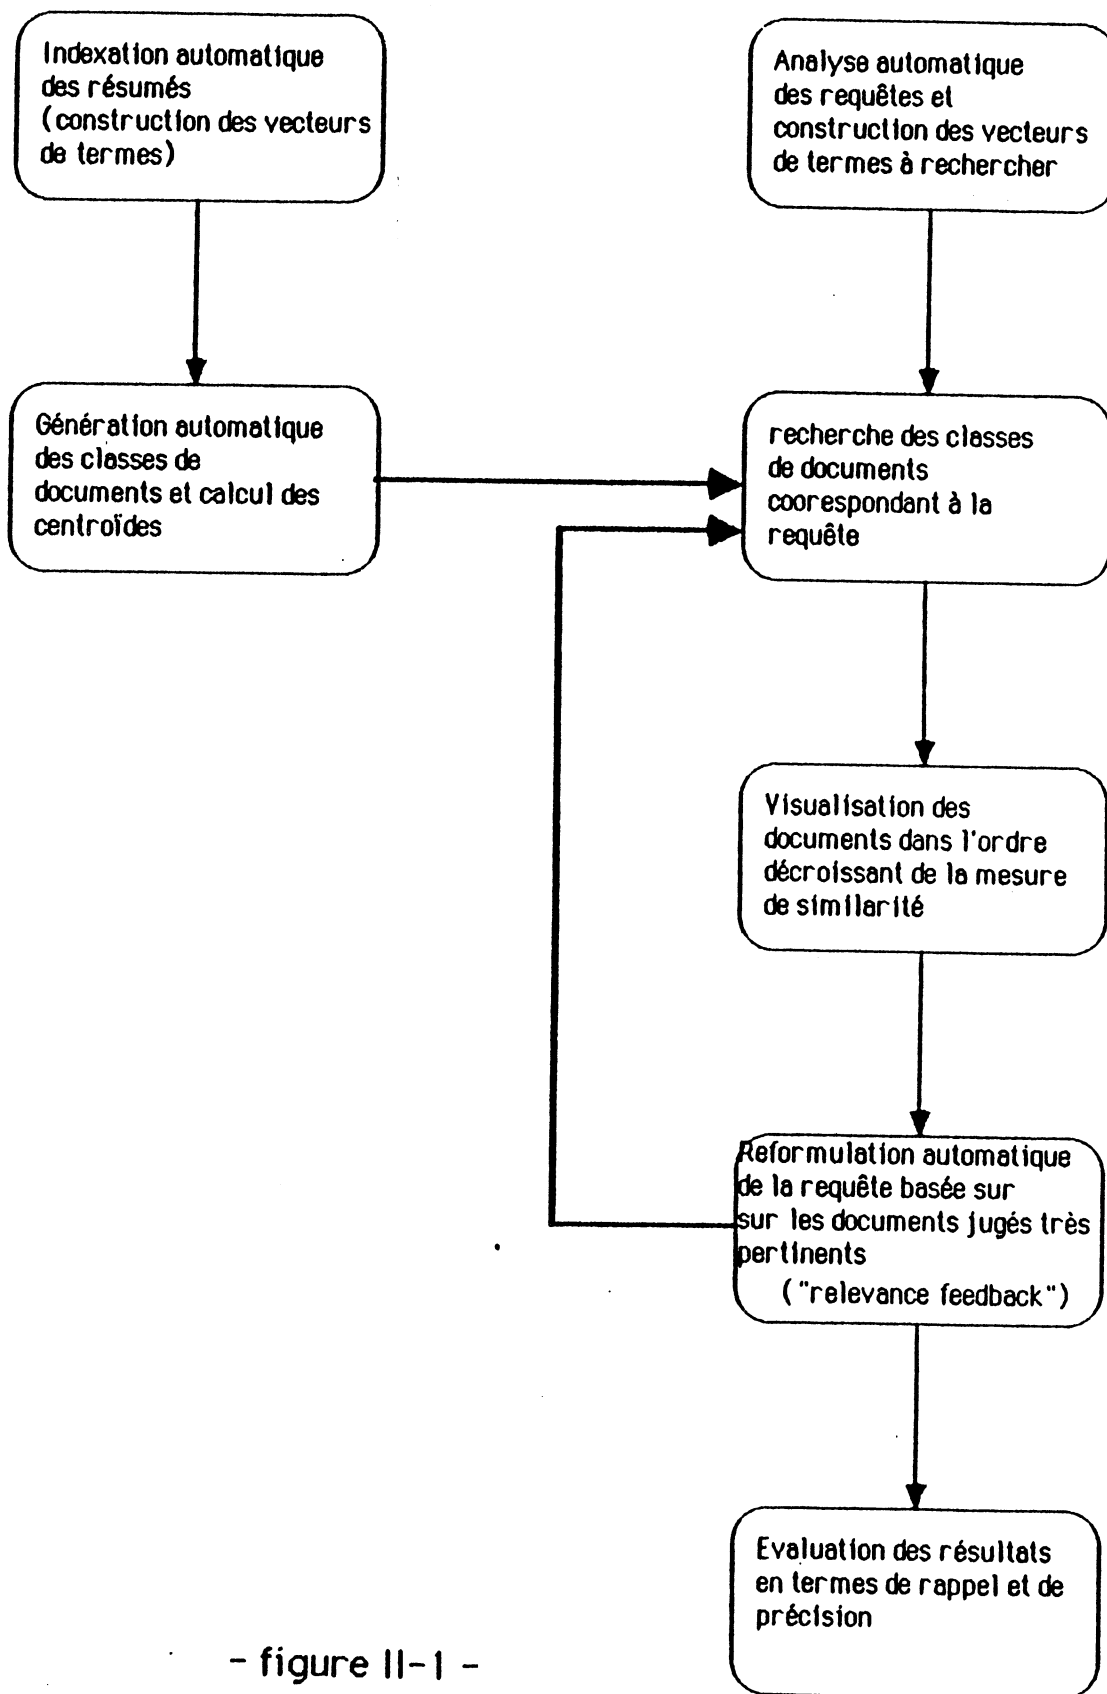 Indexation automatique
des résumés
(construction des vecteurs
de termes)
Analyse automatique
des requêtes et
construction des vecteurs
de termes à rechercher
Génération automatique
des classes de
documents et calcul des
centroïdes
recherche des classes
de documents
coorespondant à la
requête
Visualisation des
documents dans l'ordre
décroissant de la mesure
de similarité
Reformulation automatique
de la requête basée sur
sur les documents jugés très
pertinents
("relevance feedback")
Evaluation des résultats
en termes de rappel et de
précision
- figure II-1 -